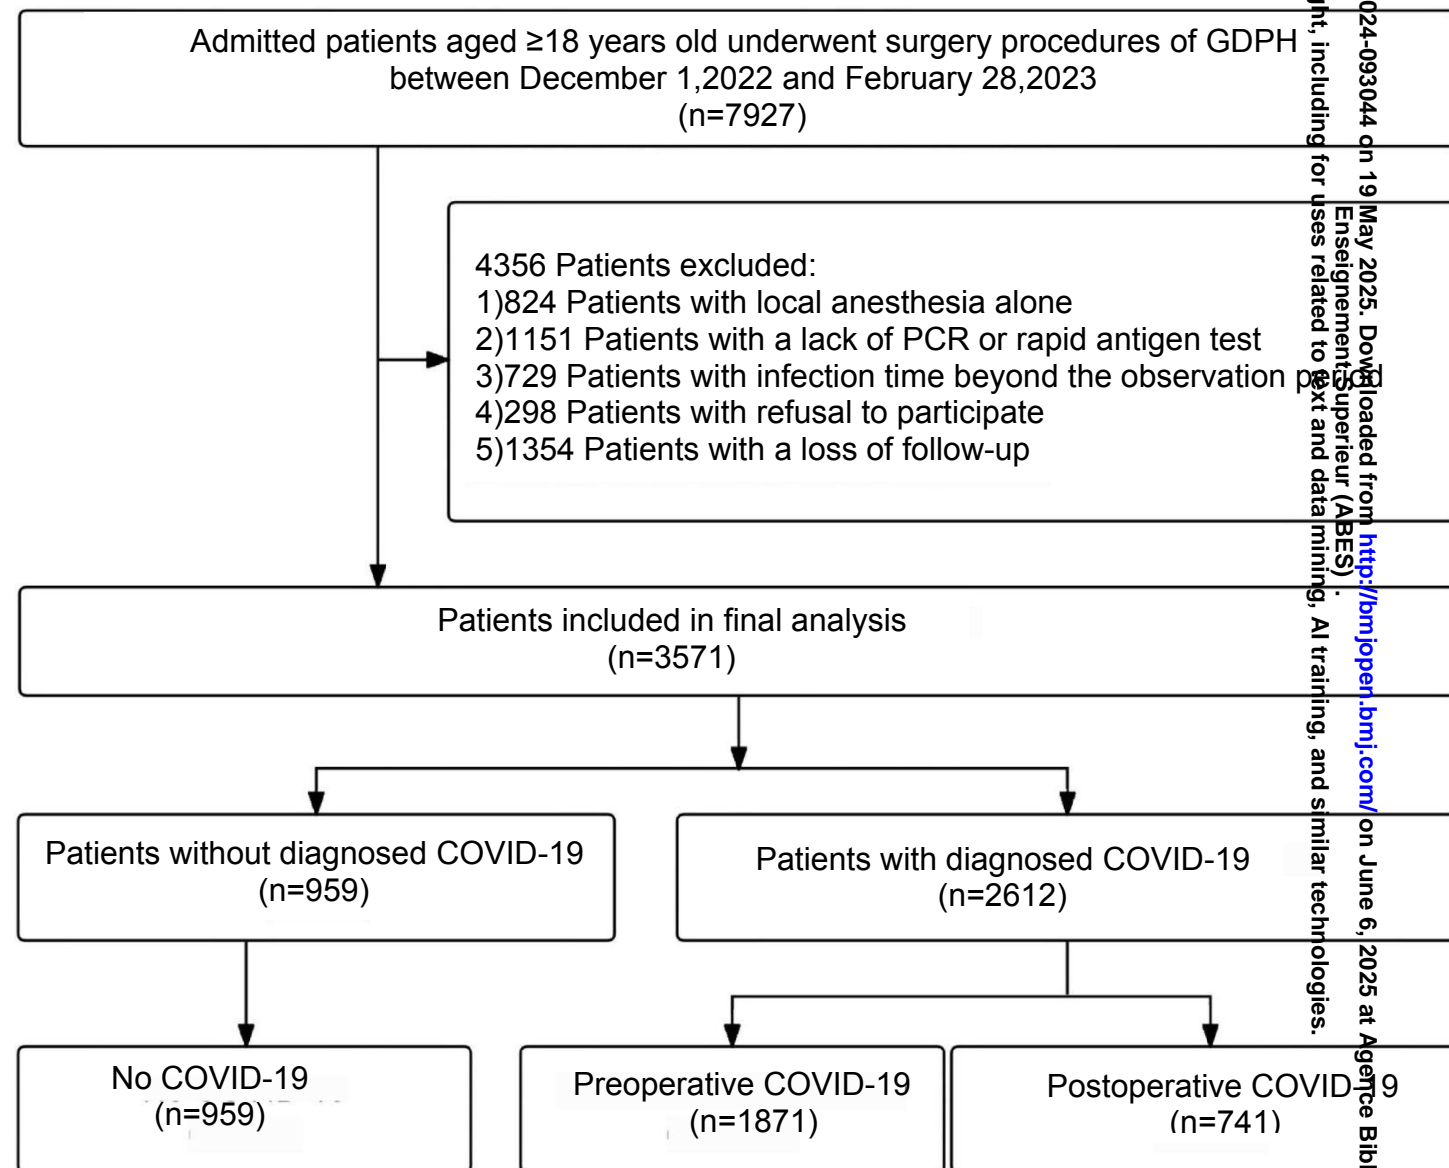 Admitted patients aged ≥18 years old underwent surgery procedures of GDPH
between December 1,2022 and February 28,2023
(n=7927)
4356 Patients excluded:
1)824 Patients with local anesthesia alone
2)1151 Patients with a lack of PCR or rapid antigen test
3)729 Patients with infection time beyond the observation period
4)298 Patients with refusal to participate
5)1354 Patients with a loss of follow-up
Patients included in final analysis
(n=3571)
Patients without diagnosed COVID-19
(n=959)
Patients with diagnosed COVID-19
(n=2612)
No COVID-19
(n=959)
Preoperative COVID-19
(n=1871)
Postoperative COVID-19
(n=741)
024-093044 on 19 May 2025. Downloaded from http://bmjopen.bmj.com/ on June 6, 2025 at Agence Bibl
Enseignement Superieur (ABES) .
ght, including for uses related to text and data mining, AI training, and similar technologies.